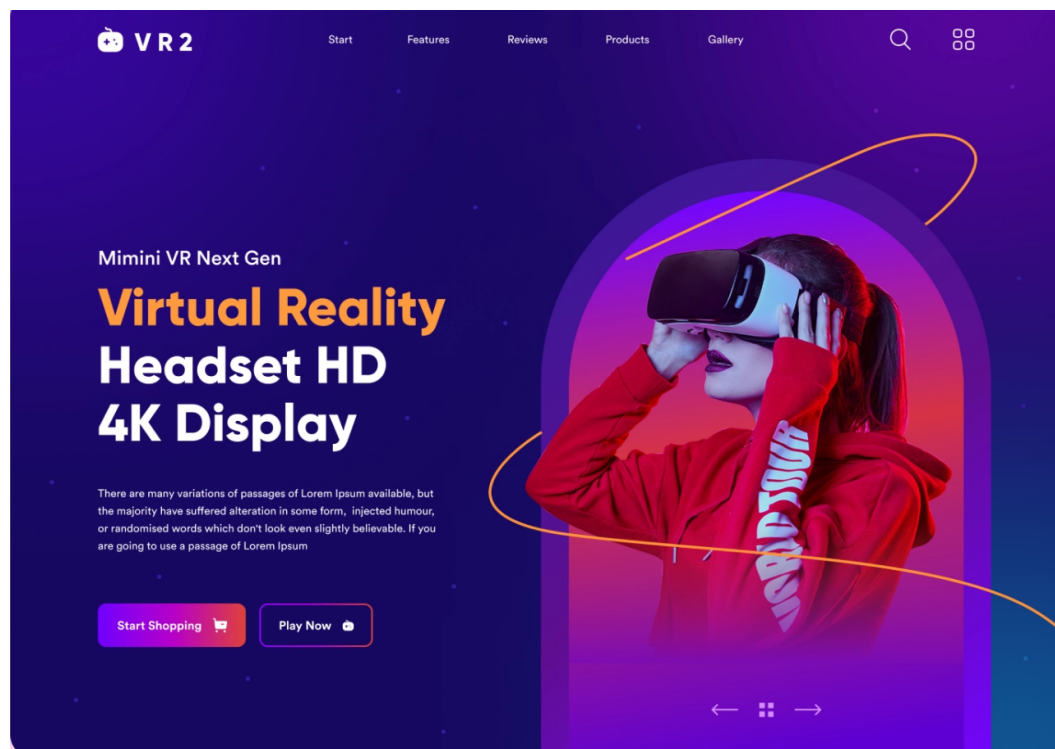 VR2
Start
Features
Reviews
Products
Gallery
Mimini VR Next Gen
Virtual Reality
Headset HD
4K Display
There are many variations of passages of Lorem Ipsum available, but
the majority have suffered alteration in some form, injected humour,
or randomised words which don't look even slightly believable. If you
are going to use a passage of Lorem Ipsum
Start Shopping
Play Now
WORLD TOUR